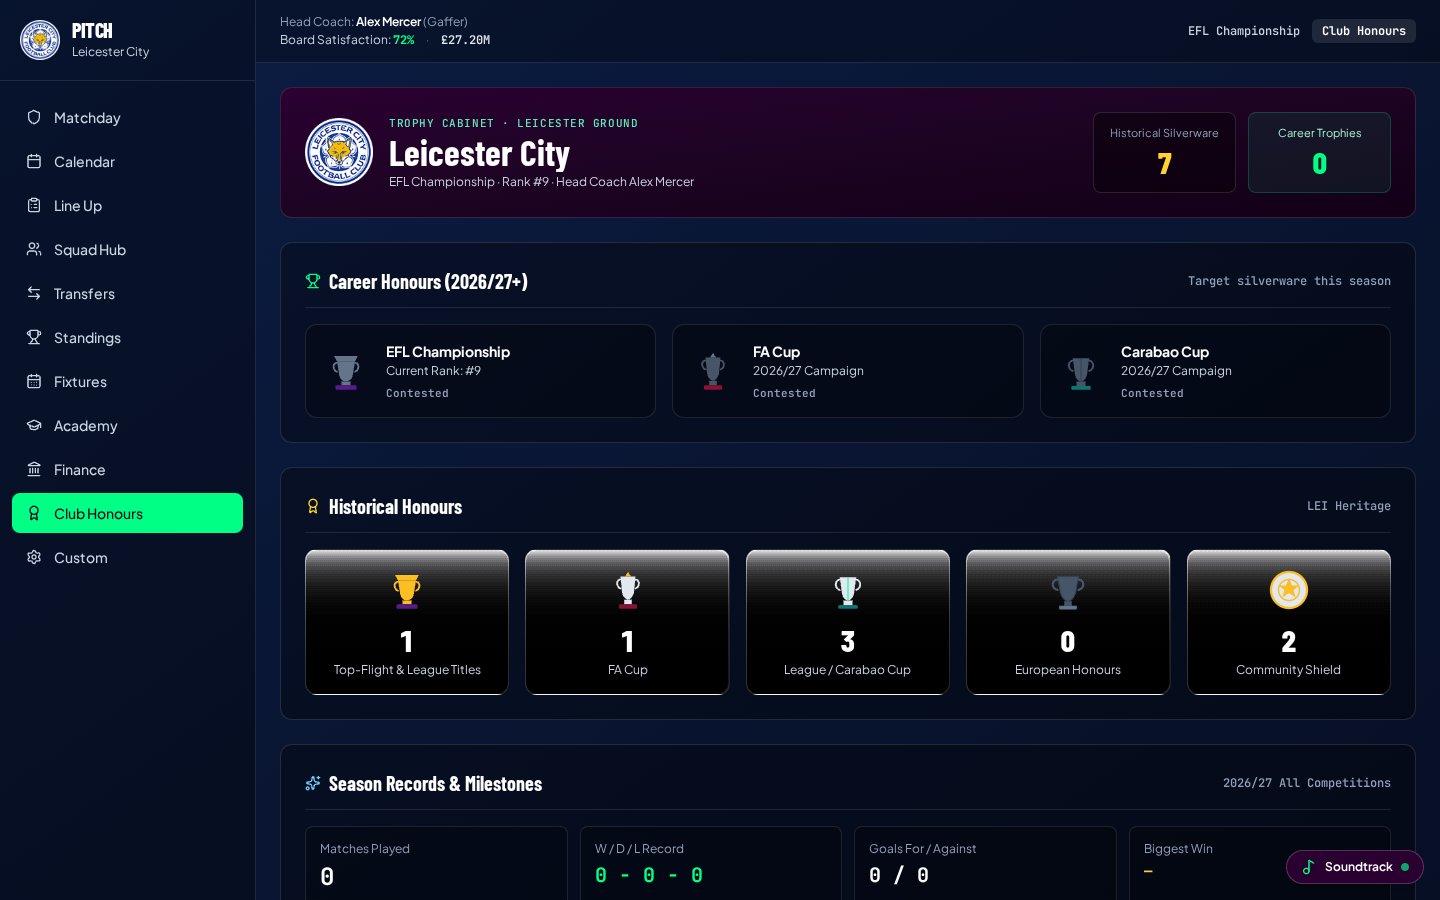 PITCH
Leicester City
Matchday
Calendar
Line Up
Squad Hub
Transfers
Standings
Fixtures
Academy
Finance
Club Honours
Custom
Head Coach: Alex Mercer (Gaffer)
Board Satisfaction: 72% · £27.20M
EFL Championship
Club Honours
LEICESTER CITY
FOOTBALL CLUB
TROPHY CABINET · LEICESTER GROUND
Leicester City
EFL Championship · Rank #9 · Head Coach Alex Mercer
Historical Silverware
7
Career Trophies
0
Career Honours (2026/27+)
Target silverware this season
EFL Championship
Current Rank: #9
Contested
FA Cup
2026/27 Campaign
Contested
Carabao Cup
2026/27 Campaign
Contested
Historical Honours
LEI Heritage
1
Top-Flight & League Titles
1
FA Cup
3
League / Carabao Cup
0
European Honours
2
Community Shield
Season Records & Milestones
2026/27 All Competitions
Matches Played
0
W / D / L Record
0 - 0 - 0
Goals For / Against
0 / 0
Biggest Win
—
Soundtrack